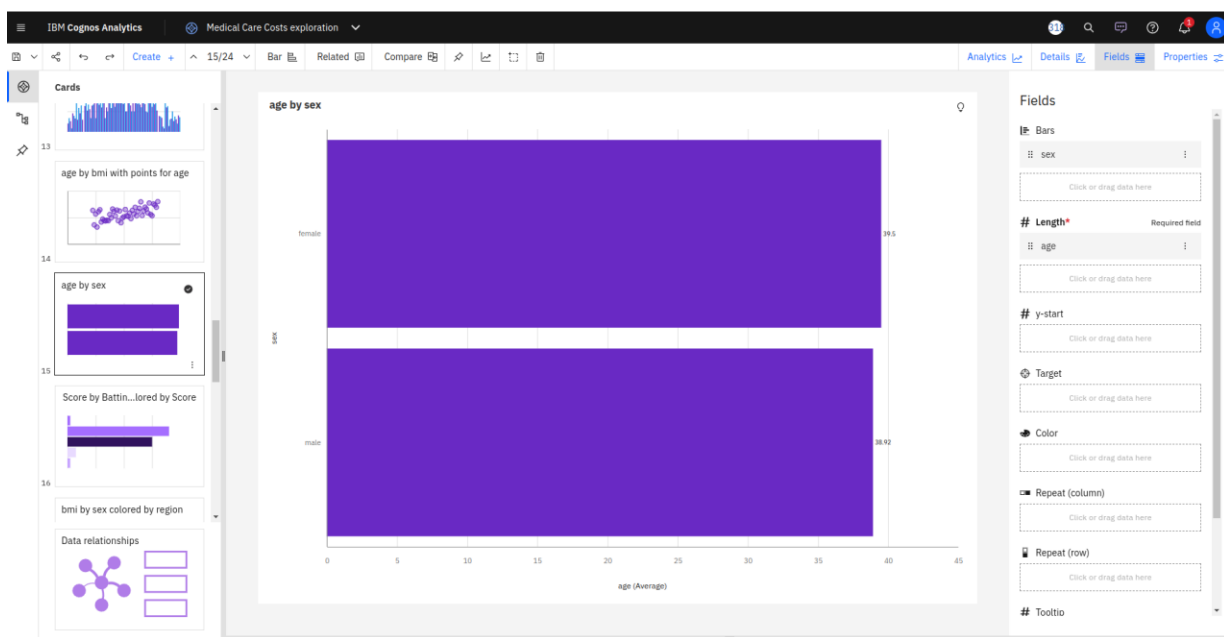 IBM Cognos Analytics
Medical Care Costs exploration
1
Create +
15/24
Bar
Related
Compare
Analytics
Details
Fields
Properties
Cards
13
age by bmi with points for age
14
age by sex
15
Score by Battin...lored by Score
16
bmi by sex colored by region
Data relationships
age by sex
female
39.5
sex
male
38.92
0 5 10 15 20 25 30 35 40 45
age (Average)
Fields
Bars
sex
Click or drag data here
# Length* Required field
age
Click or drag data here
# y-start
Click or drag data here
Target
Click or drag data here
Color
Click or drag data here
Repeat (column)
Click or drag data here
Repeat (row)
Click or drag data here
# Tooltip